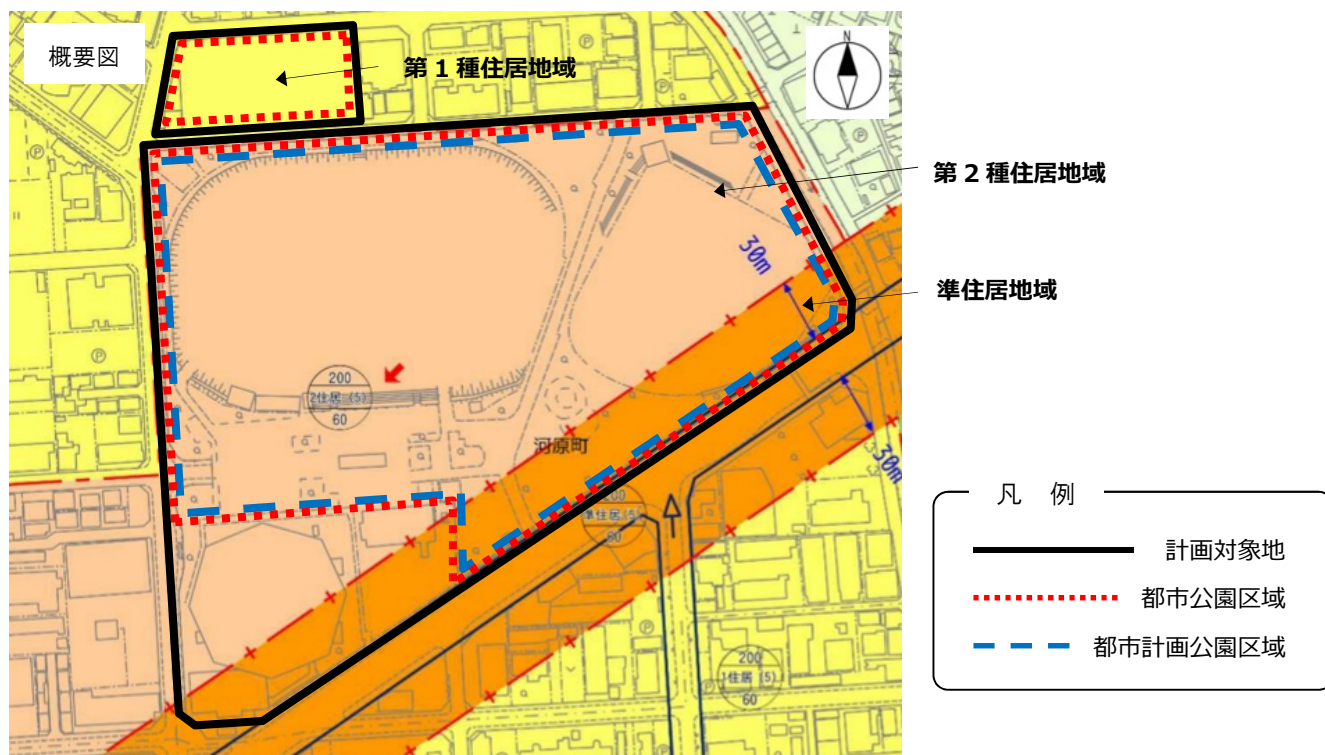 概要図
第1種住居地域
N
第2種住居地域
30m
準住居地域
200
2住居(5)
60
河原町
30m
200
準住居(5)
60
200
1住居(5)
60
凡 例
計画対象地
都市公園区域
都市計画公園区域
P
P
P
P
P
P